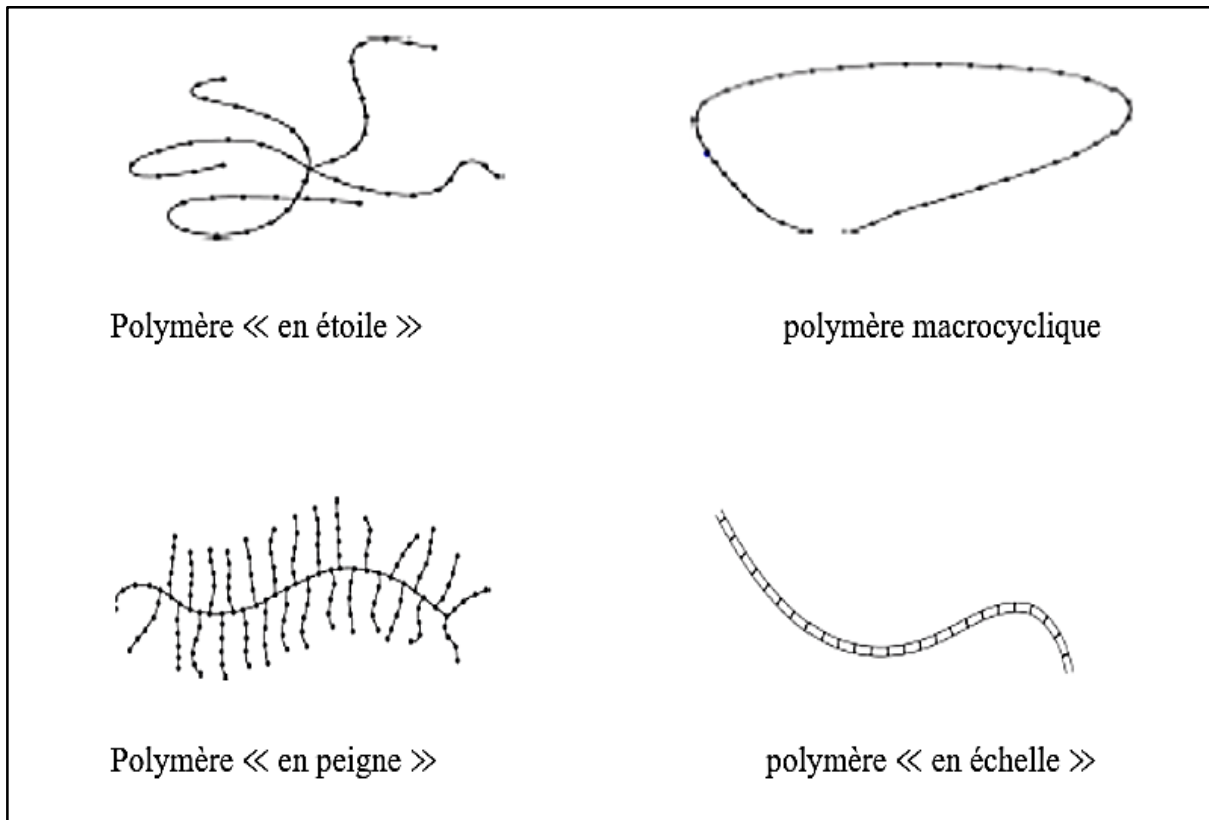 Polymère ≪ en étoile ≫
polymère macrocyclique
Polymère ≪ en peigne ≫
polymère ≪ en échelle ≫